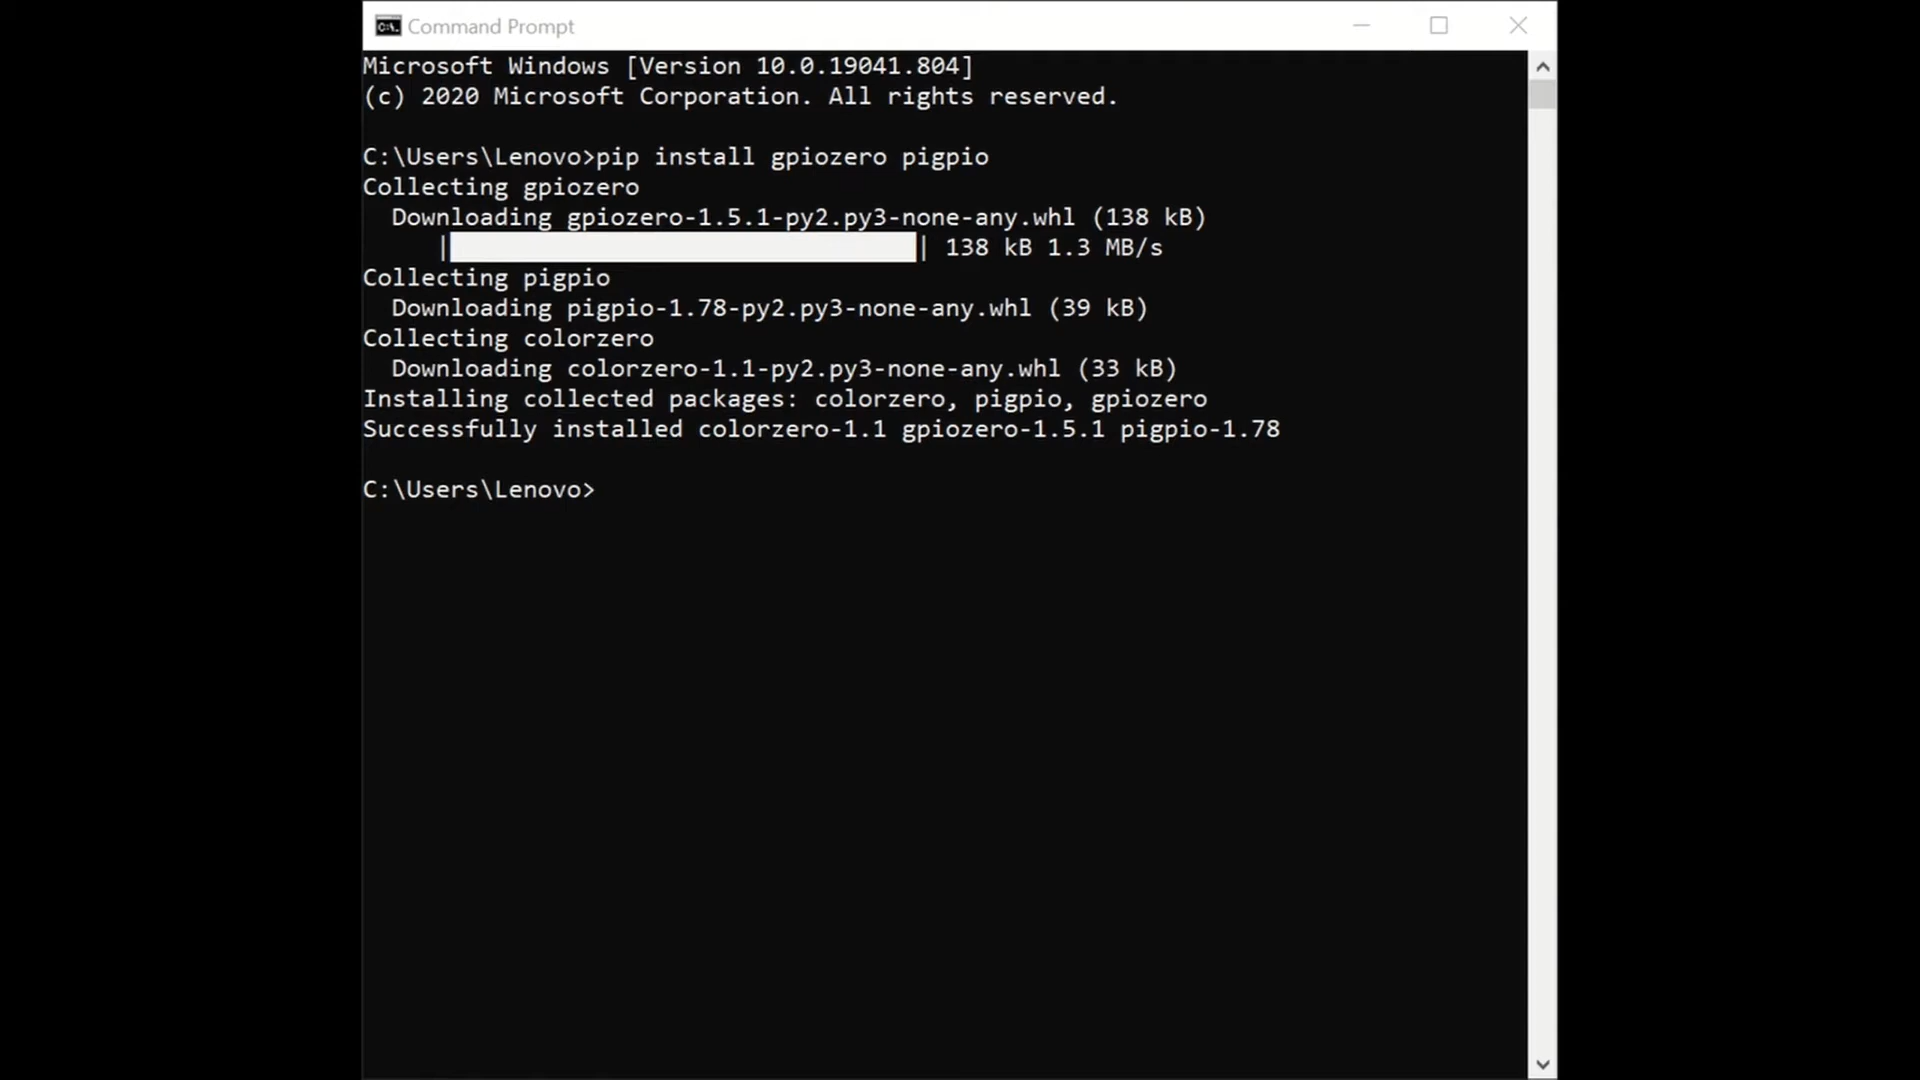 Command Prompt
Microsoft Windows [Version 10.0.19041.804]
(c) 2020 Microsoft Corporation. All rights reserved.
C:\Users\Lenovo>pip install gpiozero pigpio
Collecting gpiozero
Downloading gpiozero-1.5.1-py2.py3-none-any.whl (138 kB)
| | 138 kB 1.3 MB/s
Collecting pigpio
Downloading pigpio-1.78-py2.py3-none-any.whl (39 kB)
Collecting colorzero
Downloading colorzero-1.1-py2.py3-none-any.whl (33 kB)
Installing collected packages: colorzero, pigpio, gpiozero
Successfully installed colorzero-1.1 gpiozero-1.5.1 pigpio-1.78
C:\Users\Lenovo>